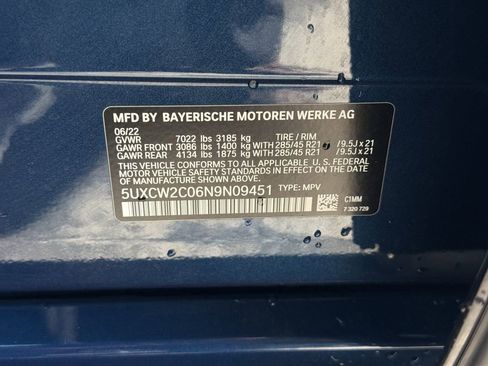 MFD BY BAYERISCHE MOTOREN WERKE AG
06/22
GVWR 7022 lbs 3185 kg TIRE / RIM
GAWR FRONT 3086 lbs 1400 kg 285/45 R21 / 9.5J x 21
GAWR REAR 4134 lbs 1875 kg 285/45 R21 / 9.5J x 21
THIS VEHICLE CONFORMS TO ALL APPLICABLE U.S. FEDERAL
MOTOR VEHICLE SAFETY STANDARDS IN EFFECT ON THE DATE
OF MANUFACTURE SHOWN ABOVE.
5UXCW2C06N9N09451 TYPE: MPV
C1MM
7 320 729